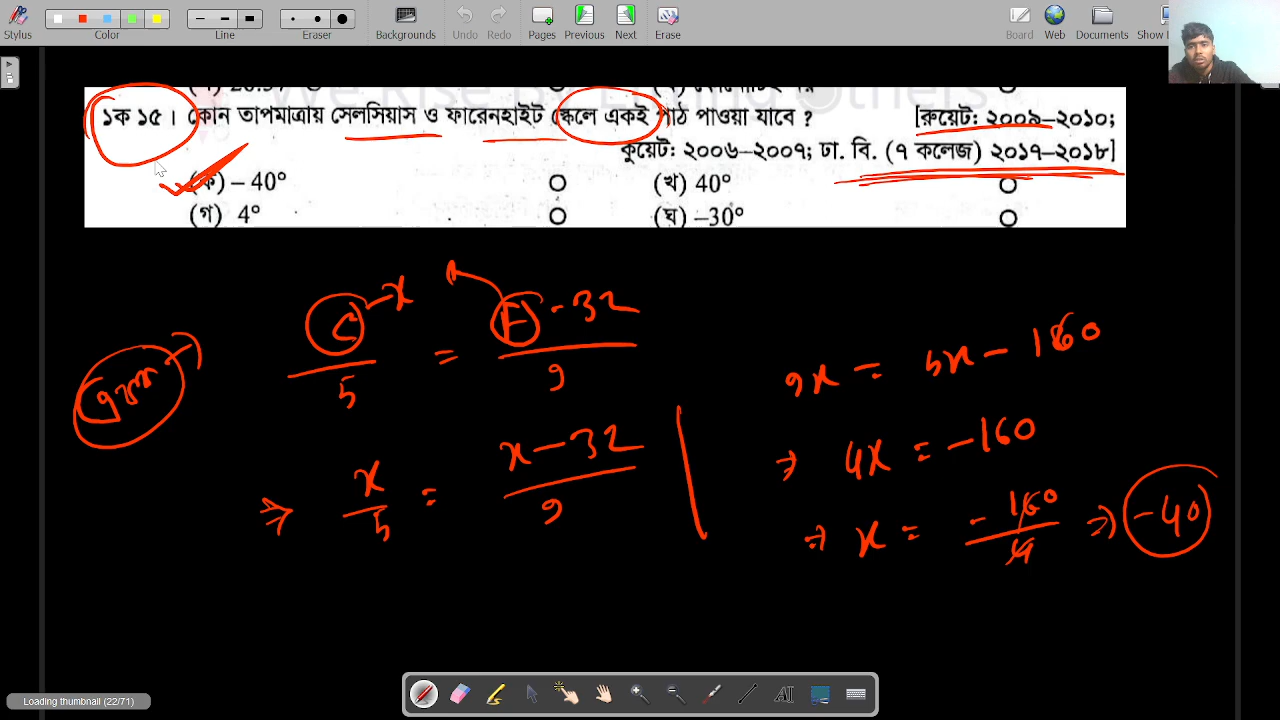 Stylus
Color
Line
Eraser
Backgrounds
Undo
Redo
Pages
Previous
Next
Erase
Board
Web
Documents
১ক ১৫। কোন তাপমাত্রায় সেলসিয়াস ও ফারেনহাইট স্কেলে একই পাঠ পাওয়া যাবে ? [রুয়েট: ২০০৯–২০১০;
কুয়েট: ২০০৬–২০০৭; ঢা. বি. (৭ কলেজ) ২০১৭–২০১৮]
(ক) – 40° (খ) 40°
(গ) 4° (ঘ) –30°
C – x
C/5 = F - 32/9
⇒ x/5 = x – 32/9
9x = 5x – 160
⇒ 4x = –160
⇒ x = -160/4 ⇒ -40
AI
Loading thumbnail (22/71)